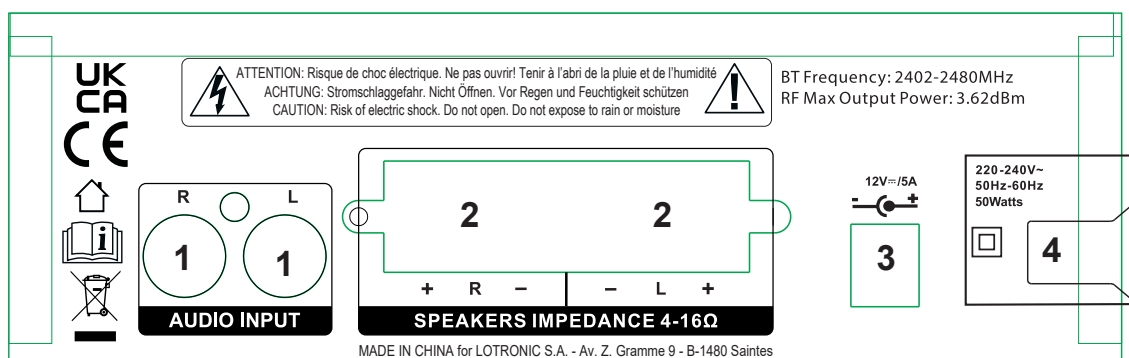 UK
CA
CE
ATTENTION: Risque de choc électrique. Ne pas ouvrir! Tenir à l'abri de la pluie et de l'humidité
ACHTUNG: Stromschlaggefahr. Nicht Öffnen. Vor Regen und Feuchtigkeit schützen
CAUTION: Risk of electric shock. Do not open. Do not expose to rain or moisture
BT Frequency: 2402-2480MHz
RF Max Output Power: 3.62dBm
i
R L
1 1
AUDIO INPUT
2 2
+ R - - L +
SPEAKERS IMPEDANCE 4-16Ω
12V⎓/5A
- +
3
220-240V~
50Hz-60Hz
50Watts
4
MADE IN CHINA for LOTRONIC S.A. - Av. Z. Gramme 9 - B-1480 Saintes